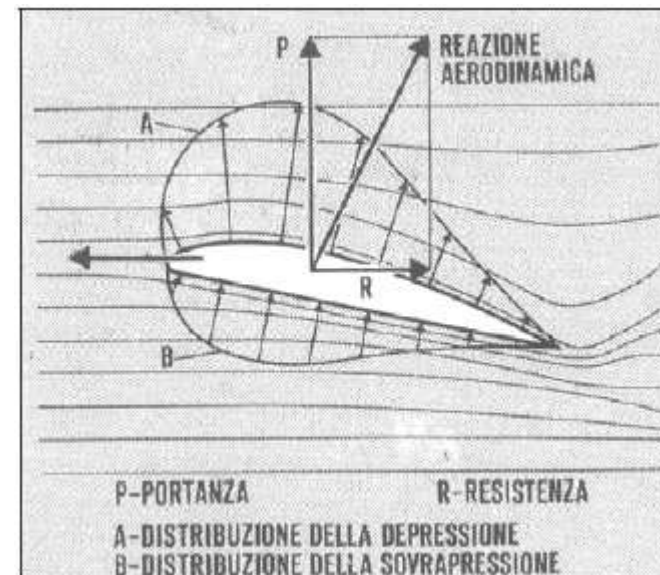 P
REAZIONE
AERODINAMICA
A
R
B
P-PORTANZA
R-RESISTENZA
A-DISTRIBUZIONE DELLA DEPRESSIONE
B-DISTRIBUZIONE DELLA SOVRAPRESSIONE